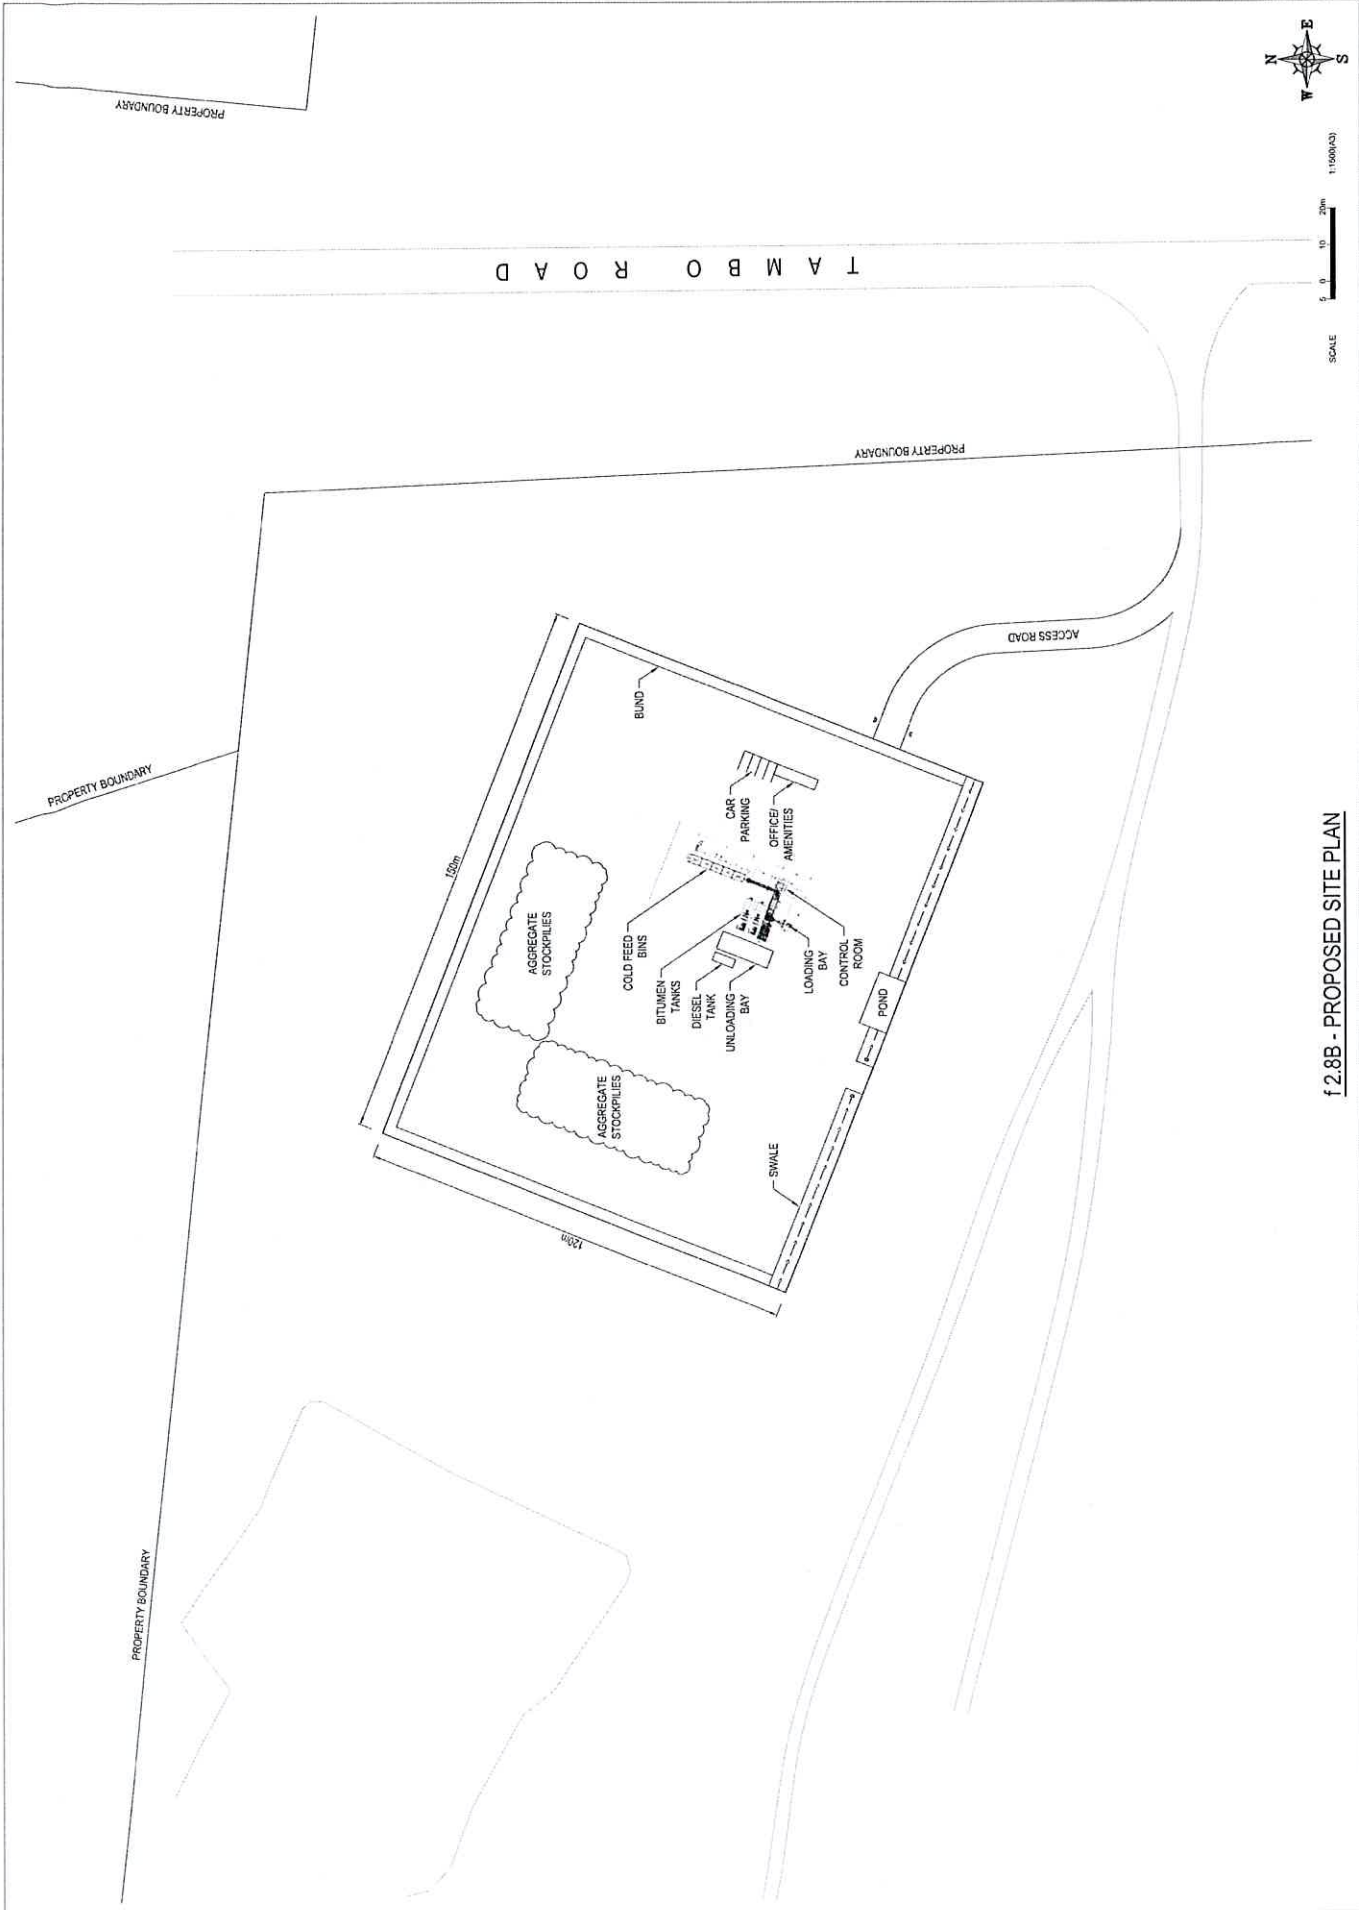 PROPERTY BOUNDARY
PROPERTY BOUNDARY
PROPERTY BOUNDARY
PROPERTY BOUNDARY
TAMBO ROAD
ACCESS ROAD
150m
120m
BUND
AGGREGATE
STOCKPILIES
AGGREGATE
STOCKPILIES
COLD FEED
BINS
BITUMEN
TANKS
DIESEL
TANK
UNLOADING
BAY
CAR
PARKING
OFFICE/
AMENITIES
LOADING
BAY
CONTROL
ROOM
POND
SWALE
N
E
S
W
SCALE
5 0 10 20m
1:1500(A3)
f 2.8B - PROPOSED SITE PLAN